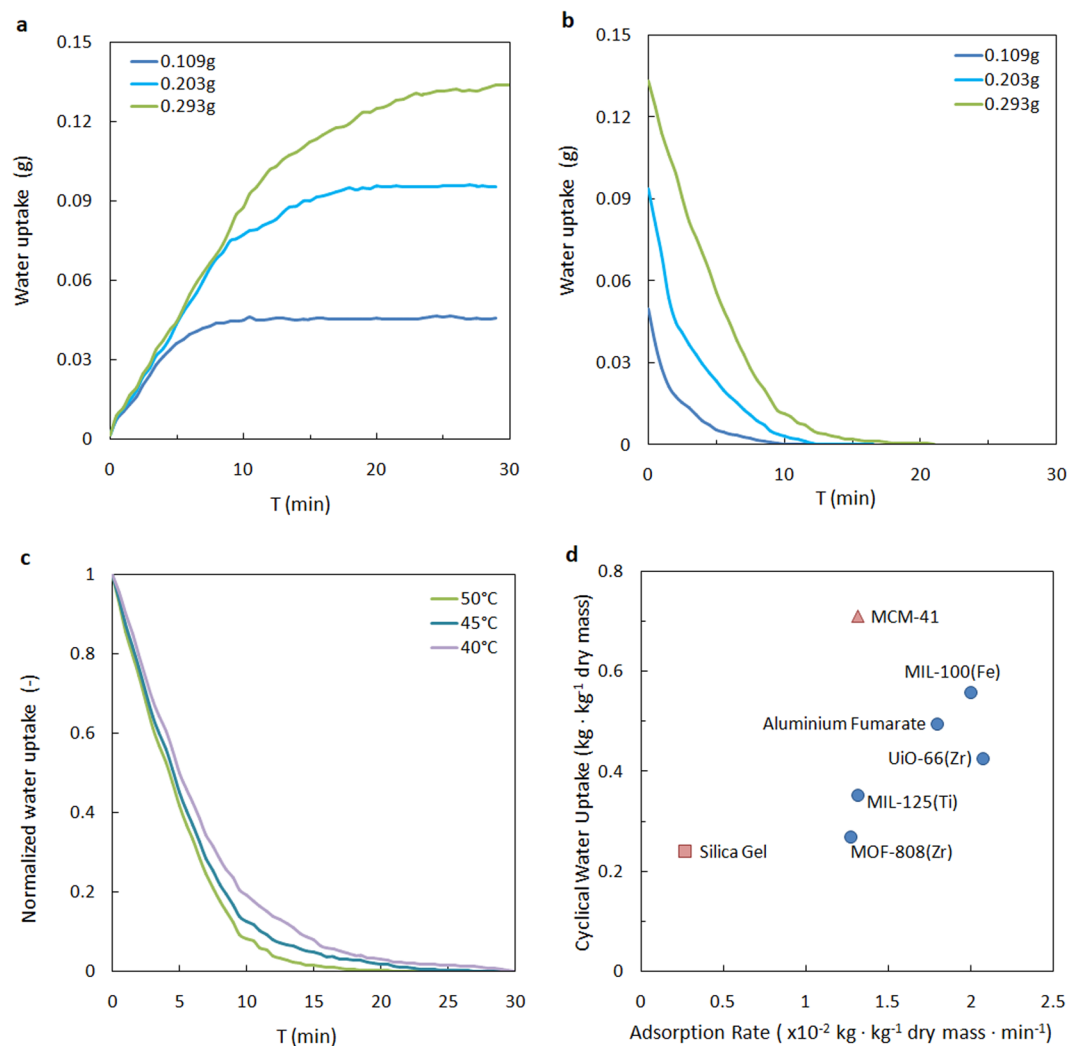 a
0.15
0.12
0.09
0.06
0.03
0
0.109g
0.203g
0.293g
Water uptake (g)
0 10 20 30
T (min)
b
0.15
0.12
0.09
0.06
0.03
0
0.109g
0.203g
0.293g
Water uptake (g)
0 10 20 30
T (min)
c
1
0.8
0.6
0.4
0.2
0
50°C
45°C
40°C
Normalized water uptake (-)
0 5 10 15 20 25 30
T (min)
d
0.8
0.6
0.4
0.2
0
MCM-41
MIL-100(Fe)
Aluminium Fumarate
UiO-66(Zr)
MIL-125(Ti)
Silica Gel
MOF-808(Zr)
Cyclical Water Uptake (kg · kg⁻¹ dry mass)
0 0.5 1 1.5 2 2.5
Adsorption Rate ( x10⁻² kg · kg⁻¹ dry mass · min⁻¹)